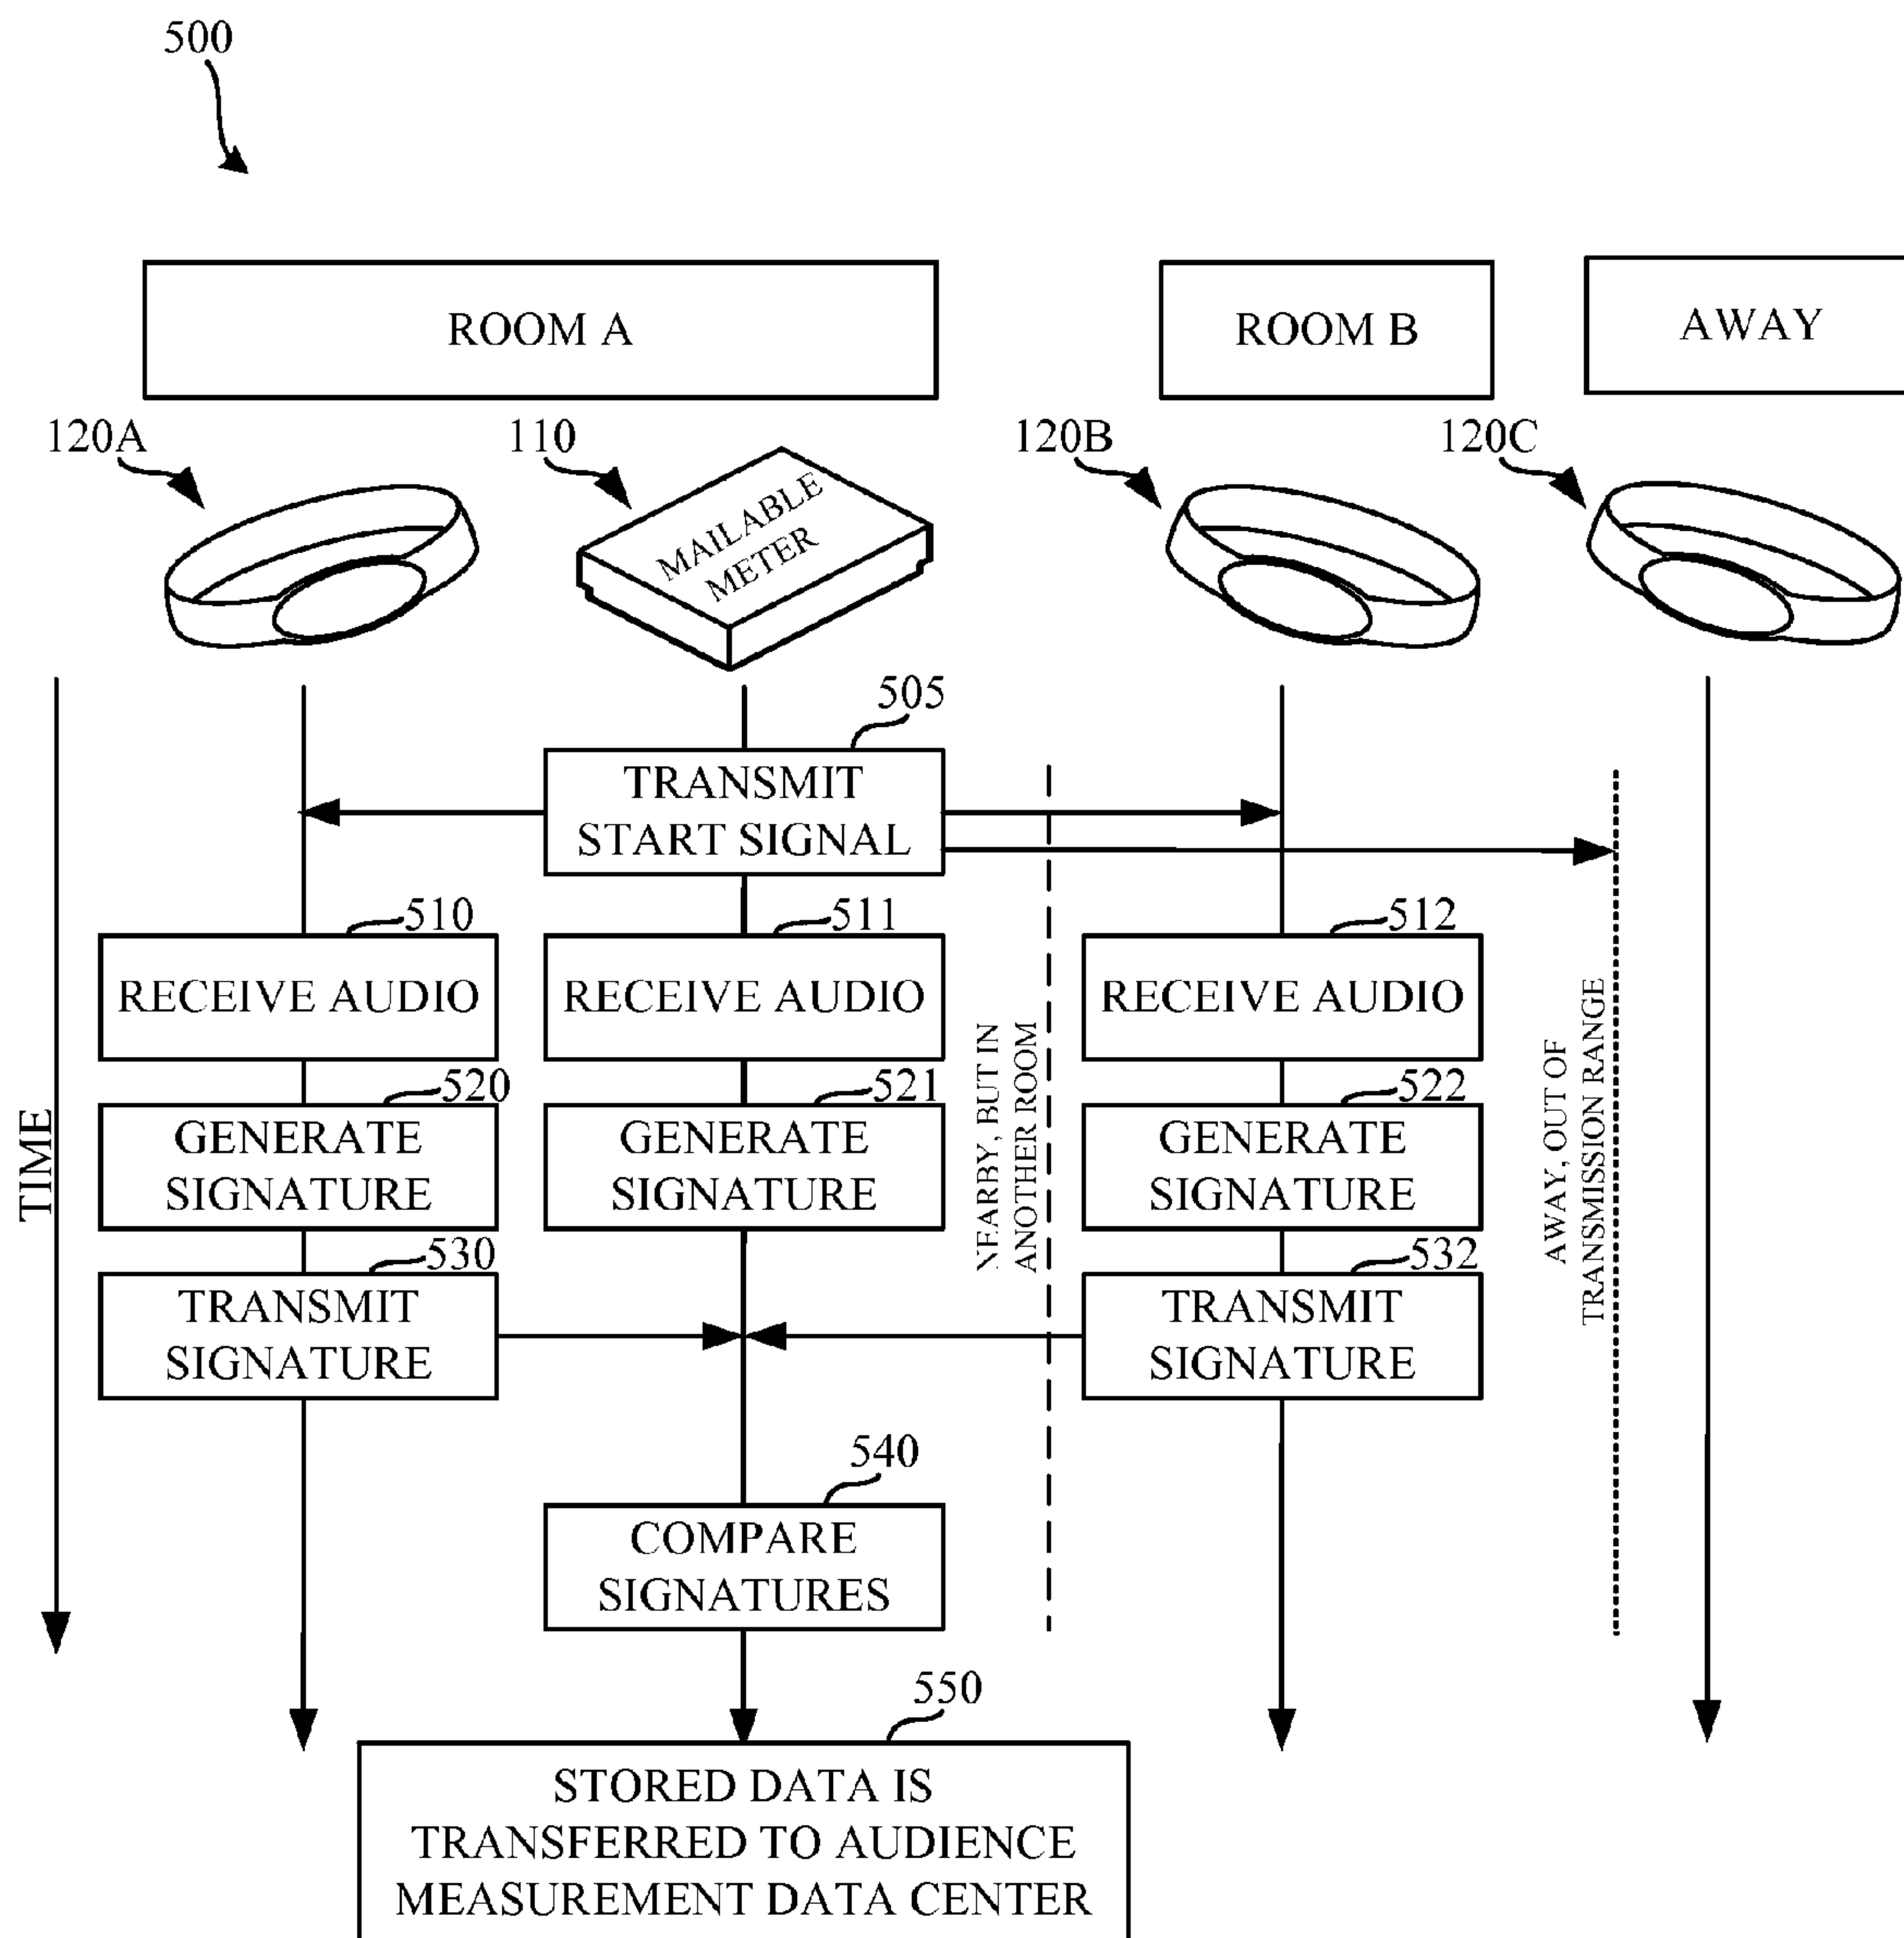 500
ROOM A
ROOM B
AWAY
120A
110
120B
120C
MAILABLE
METER
505
TRANSMIT
START SIGNAL
510
511
512
RECEIVE AUDIO
RECEIVE AUDIO
RECEIVE AUDIO
NEARBY, BUT IN
ANOTHER ROOM
AWAY, OUT OF
TRANSMISSION RANGE
TIME
520
521
522
GENERATE
SIGNATURE
GENERATE
SIGNATURE
GENERATE
SIGNATURE
530
532
TRANSMIT
SIGNATURE
TRANSMIT
SIGNATURE
540
COMPARE
SIGNATURES
550
STORED DATA IS
TRANSFERRED TO AUDIENCE
MEASUREMENT DATA CENTER